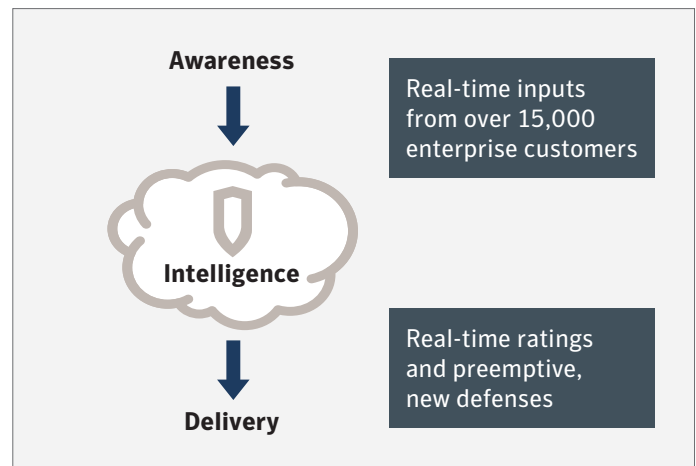 Awareness
Real-time inputs
from over 15,000
enterprise customers
Intelligence
Real-time ratings
and preemptive,
new defenses
Delivery